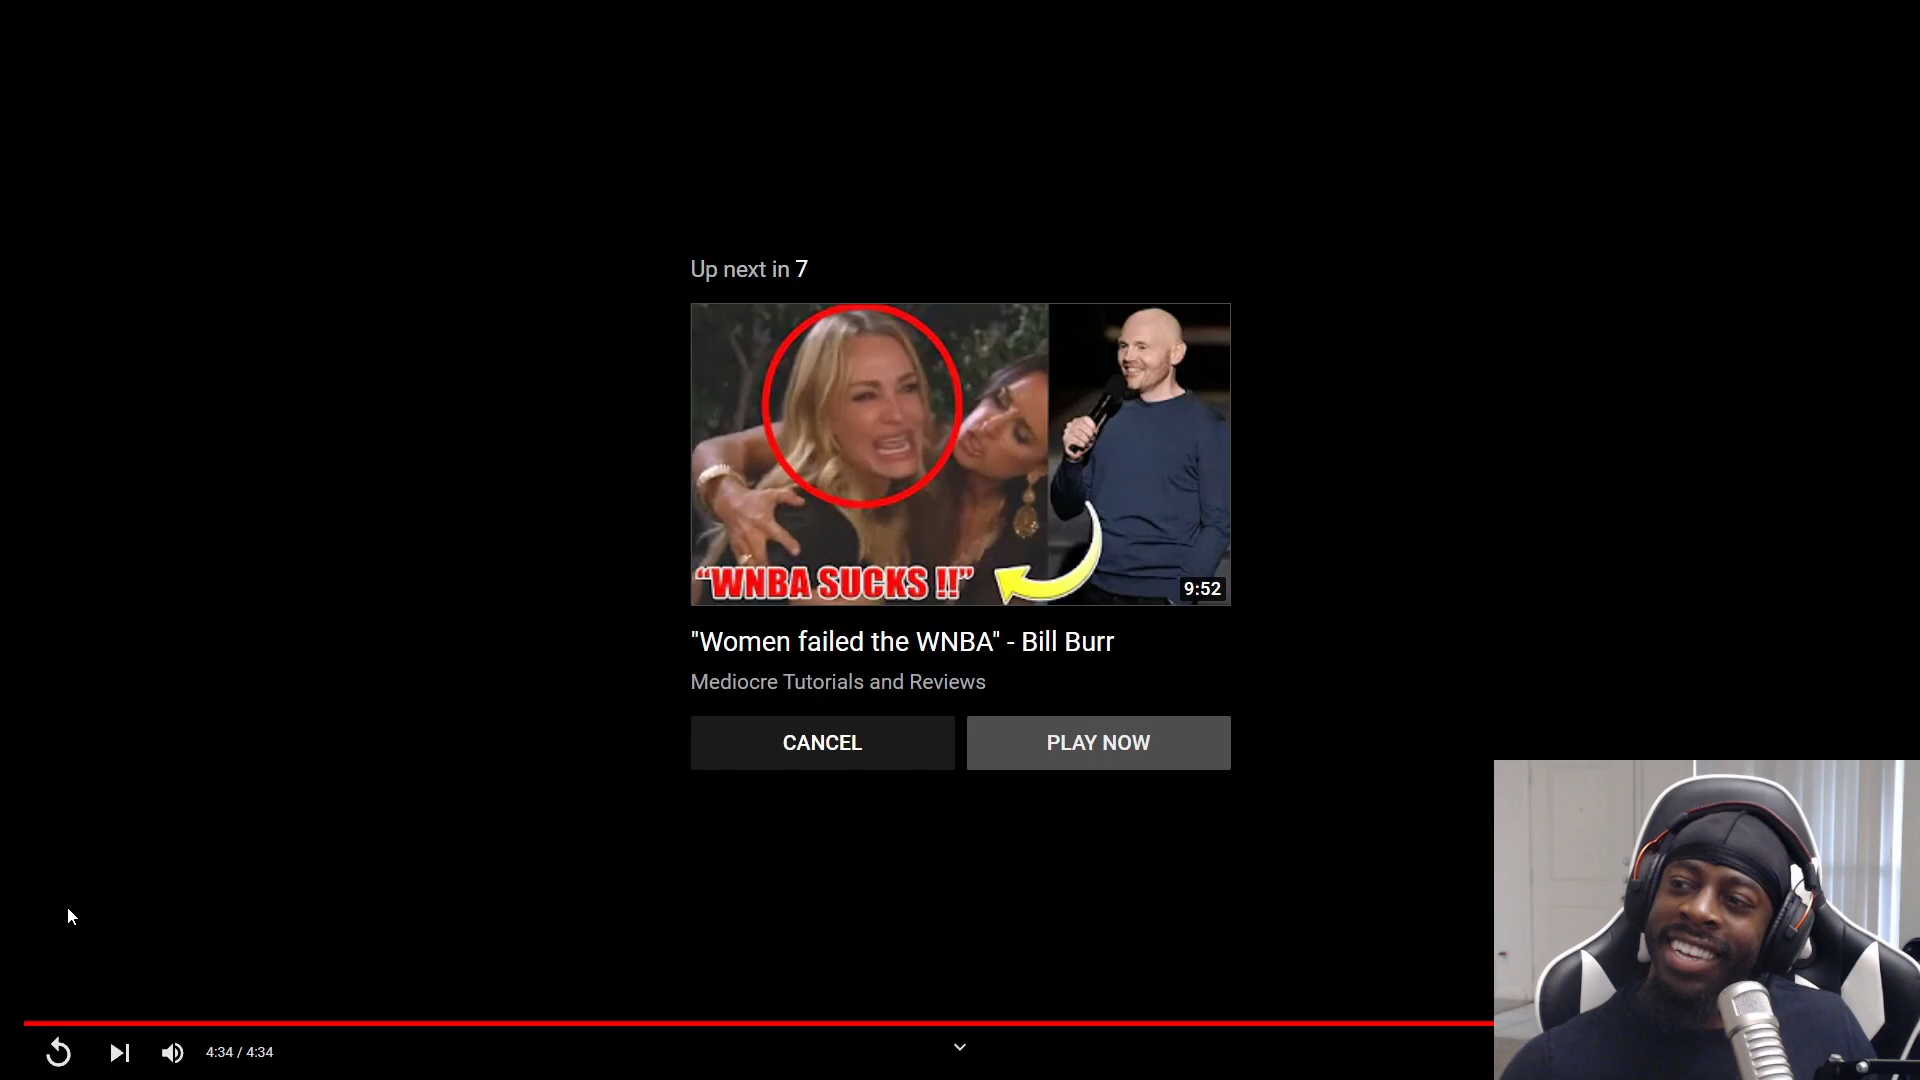 Up next in 7
"WNBA SUCKS !!"
9:52
"Women failed the WNBA" - Bill Burr
Mediocre Tutorials and Reviews
CANCEL
PLAY NOW
4:34 / 4:34